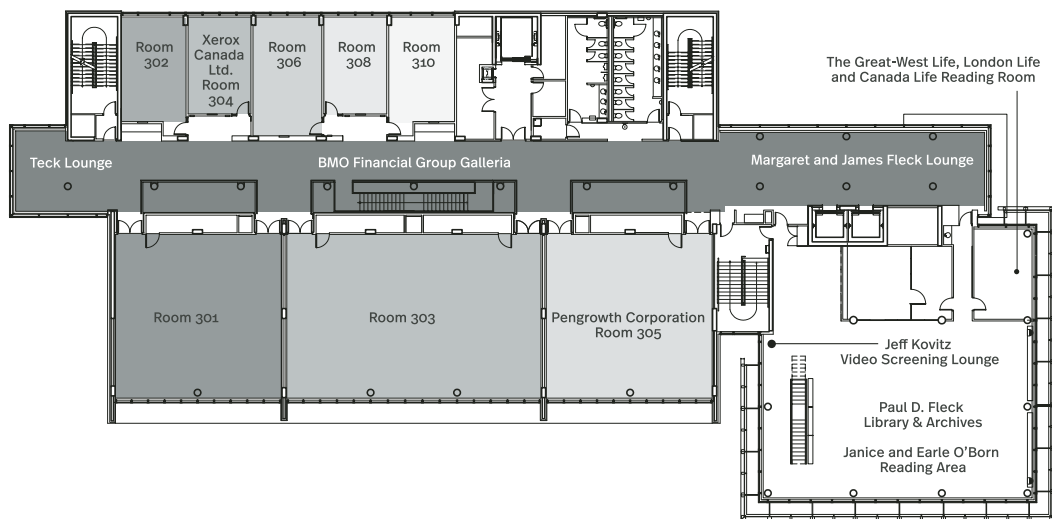 Room
302
Xerox
Canada
Ltd.
Room
304
Room
306
Room
308
Room
310
The Great-West Life, London Life
and Canada Life Reading Room
Teck Lounge
BMO Financial Group Galleria
Margaret and James Fleck Lounge
Room 301
Room 303
Pengrowth Corporation
Room 305
Jeff Kovitz
Video Screening Lounge
Paul D. Fleck
Library & Archives
Janice and Earle O’Born
Reading Area